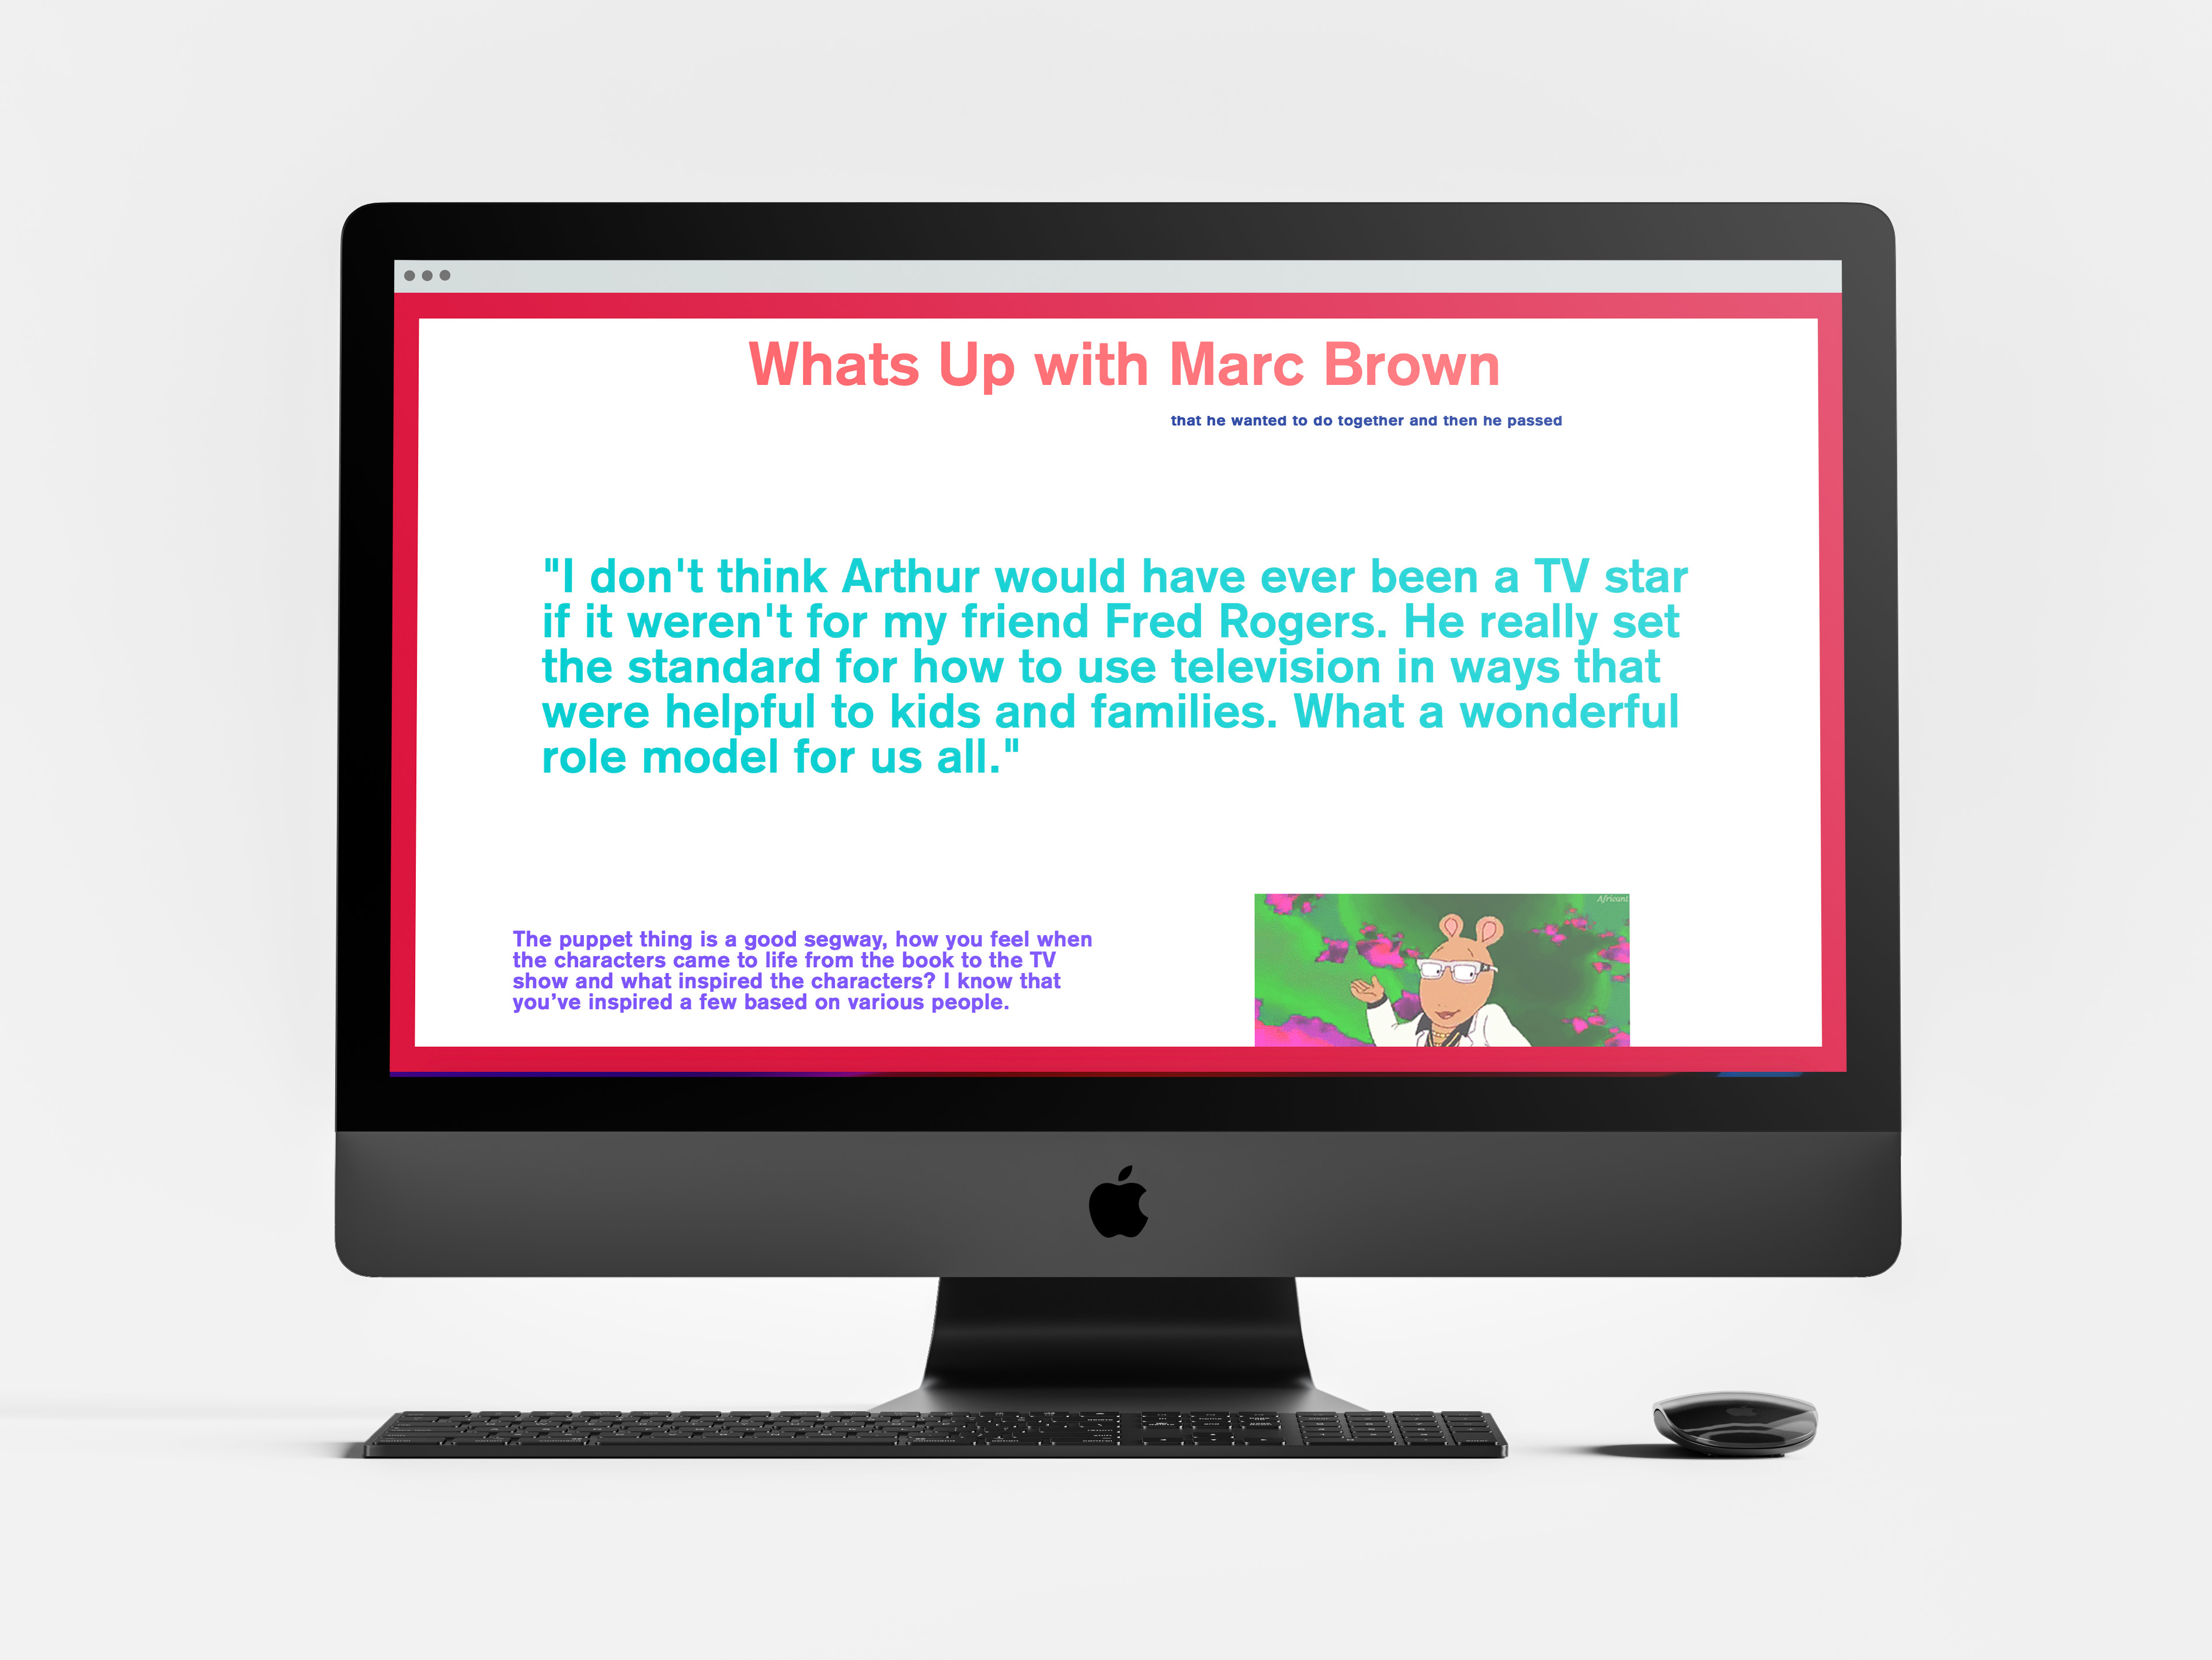 Whats Up with Marc Brown
that he wanted to do together and then he passed
"I don't think Arthur would have ever been a TV star
if it weren't for my friend Fred Rogers. He really set
the standard for how to use television in ways that
were helpful to kids and families. What a wonderful
role model for us all."
Africant
The puppet thing is a good segway, how you feel when
the characters came to life from the book to the TV
show and what inspired the characters? I know that
you’ve inspired a few based on various people.